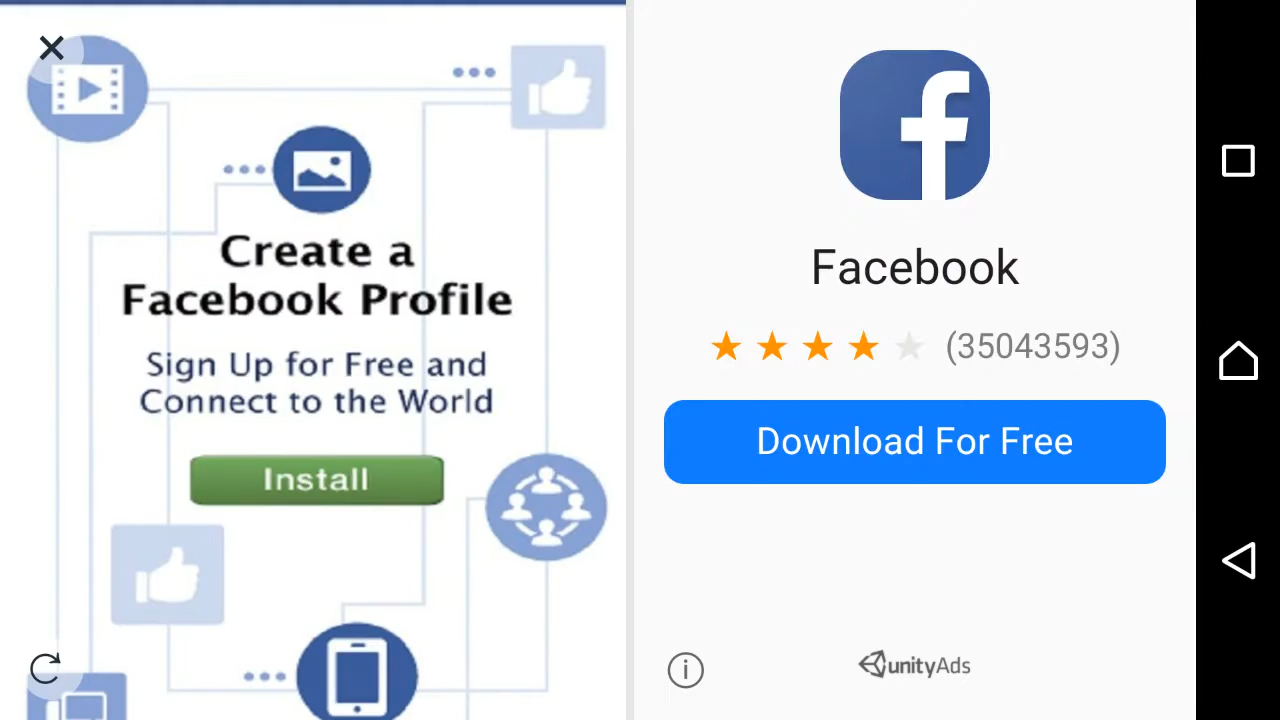 Create a
Facebook Profile
Sign Up for Free and
Connect to the World
Install
Facebook
(35043593)
Download For Free
unityAds